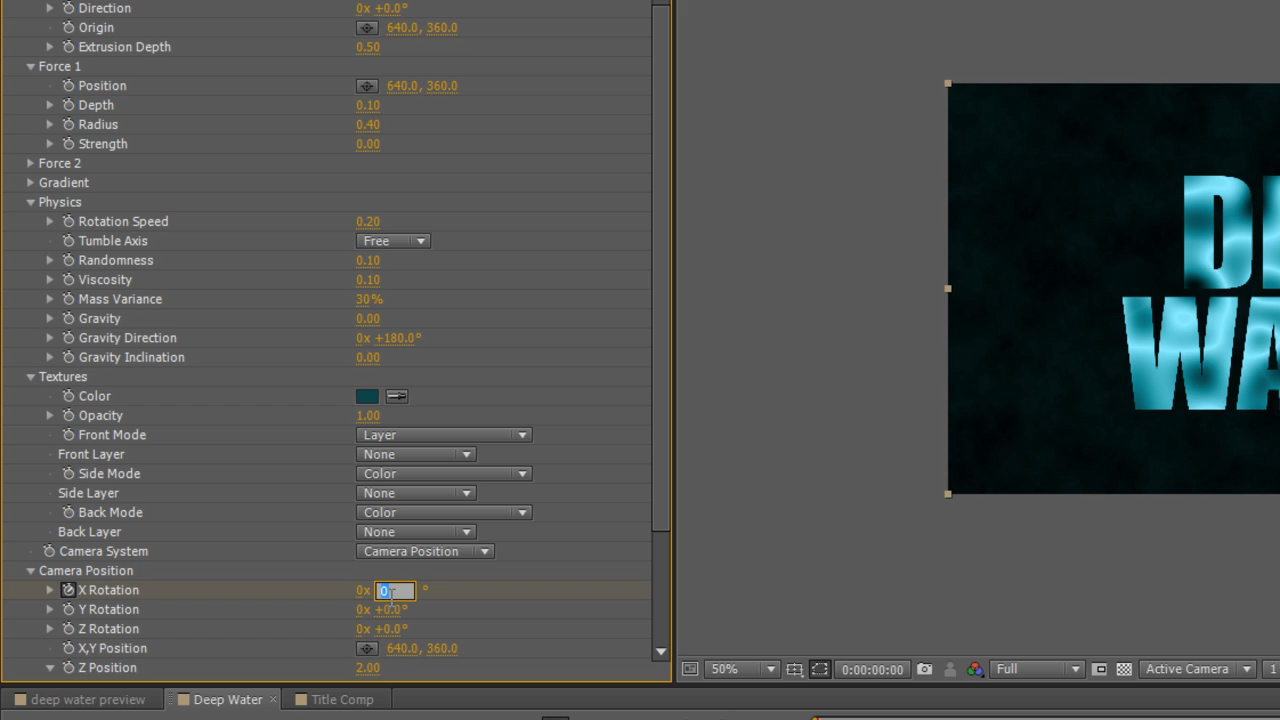 Direction 0x +0.0°
Origin 640.0, 360.0
Extrusion Depth 0.50
Force 1
Position 640.0, 360.0
Depth 0.10
Radius 0.40
Strength 0.00
Force 2
Gradient
Physics
Rotation Speed 0.20
Tumble Axis Free
Randomness 0.10
Viscosity 0.10
Mass Variance 30%
Gravity 0.00
Gravity Direction 0x +180.0°
Gravity Inclination 0.00
Textures
Color
Opacity 1.00
Front Mode Layer
Front Layer None
Side Mode Color
Side Layer None
Back Mode Color
Back Layer None
Camera System Camera Position
Camera Position
X Rotation 0x 0 °
Y Rotation 0x +0.0°
Z Rotation 0x +0.0°
X,Y Position 640.0, 360.0
Z Position 2.00
D
WA
50% 0:00:00:00 Full Active Camera 1
deep water preview Deep Water × Title Comp